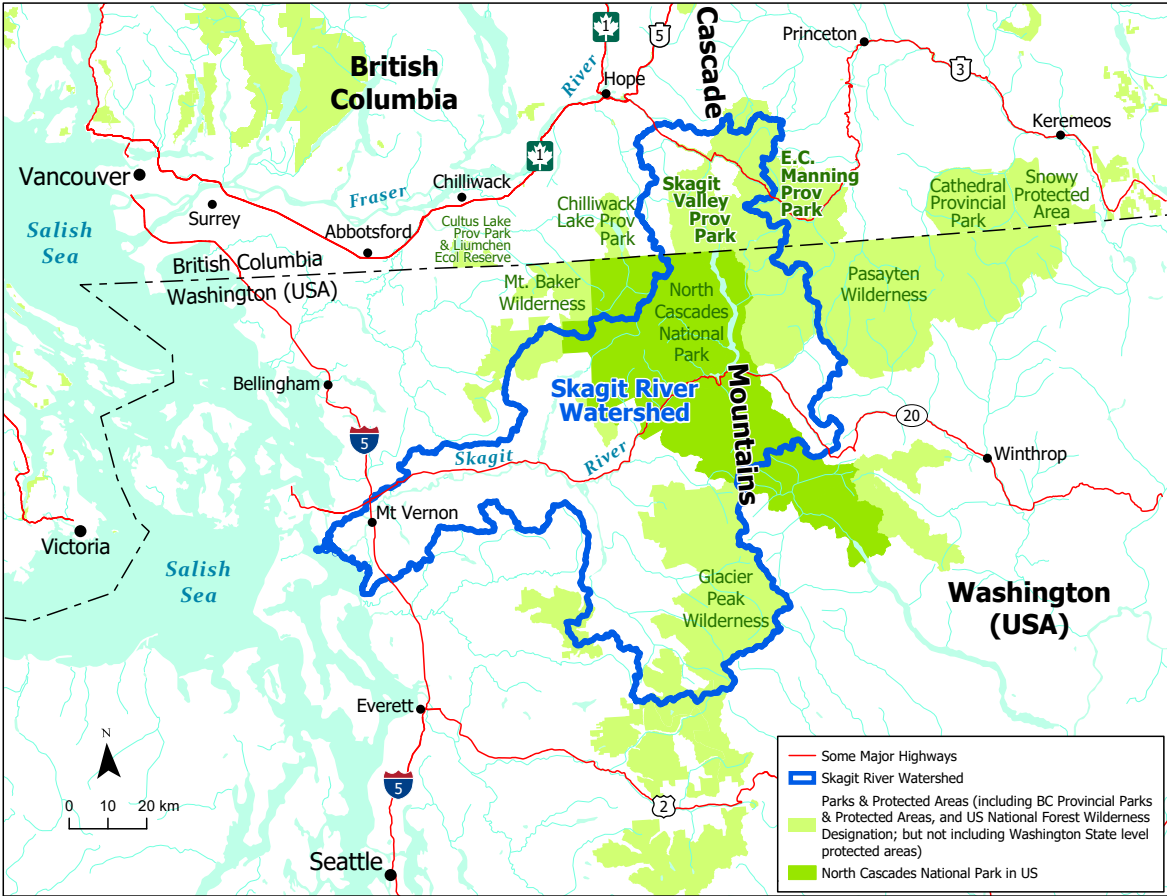 1
5
Cascade
Princeton
3
British
Columbia
River
Hope
Keremeos
1
Vancouver
Surrey
Fraser
Chilliwack
Abbotsford
Cultus Lake
Prov Park
& Liumchen
Ecol Reserve
Chilliwack
Lake Prov
Park
Skagit
Valley
Prov
Park
E.C.
Manning
Prov
Park
Cathedral
Provincial
Park
Snowy
Protected
Area
Salish
Sea
British Columbia
Washington (USA)
Mt. Baker
Wilderness
North
Cascades
National
Park
Pasayten
Wilderness
Bellingham
Skagit River
Watershed
Mountains
20
5
Skagit
River
Winthrop
Mt Vernon
Victoria
Salish
Sea
Glacier
Peak
Wilderness
Washington
(USA)
Everett
N
0 10 20 km
5
2
Seattle
Some Major Highways
Skagit River Watershed
Parks & Protected Areas (including BC Provincial Parks
& Protected Areas, and US National Forest Wilderness
Designation; but not including Washington State level
protected areas)
North Cascades National Park in US